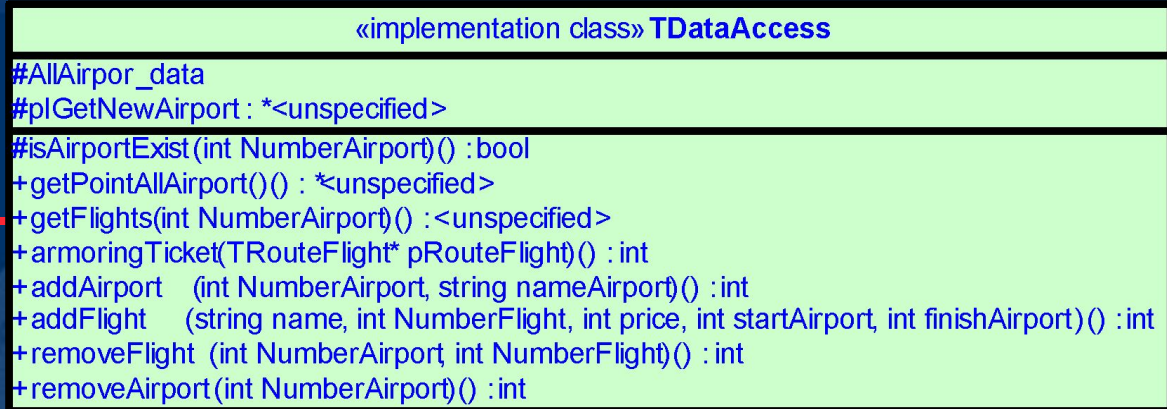 «implementation class» TDataAccess
#AllAirpor_data
#plGetNewAirport : *<unspecified>
#isAirportExist(int NumberAirport)() : bool
+getPointAllAirport()() : *<unspecified>
+getFlights(int NumberAirport)() : <unspecified>
+armoringTicket(TRouteFlight* pRouteFlight)() : int
+addAirport (int NumberAirport, string nameAirport)() : int
+addFlight (string name, int NumberFlight, int price, int startAirport, int finishAirport)() : int
+removeFlight (int NumberAirport, int NumberFlight)() : int
+removeAirport(int NumberAirport)() : int